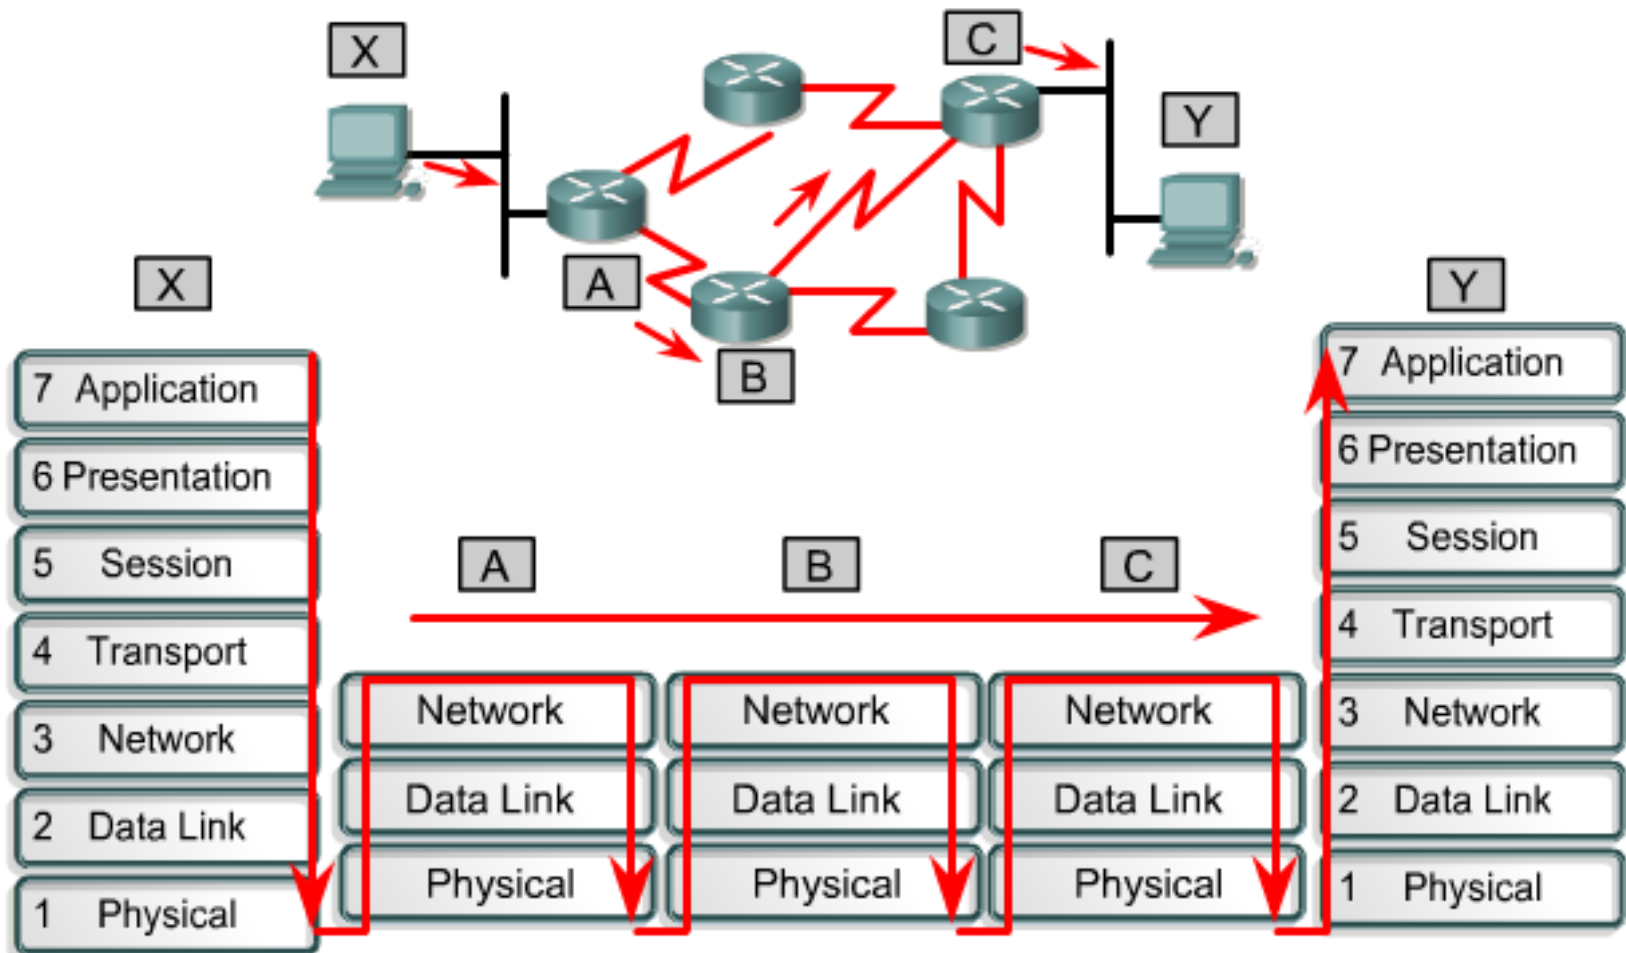 X
C
Y
A
B
X
Y
7 Application
6 Presentation
5 Session
4 Transport
3 Network
2 Data Link
1 Physical
A
B
C
Network
Data Link
Physical
Network
Data Link
Physical
Network
Data Link
Physical
7 Application
6 Presentation
5 Session
4 Transport
3 Network
2 Data Link
1 Physical